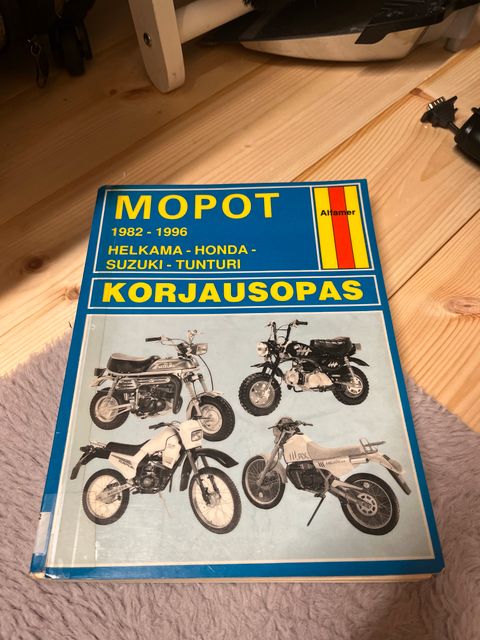 MOPOT
Alfamer
1982 - 1996
HELKAMA - HONDA -
SUZUKI - TUNTURI
KORJAUSOPAS